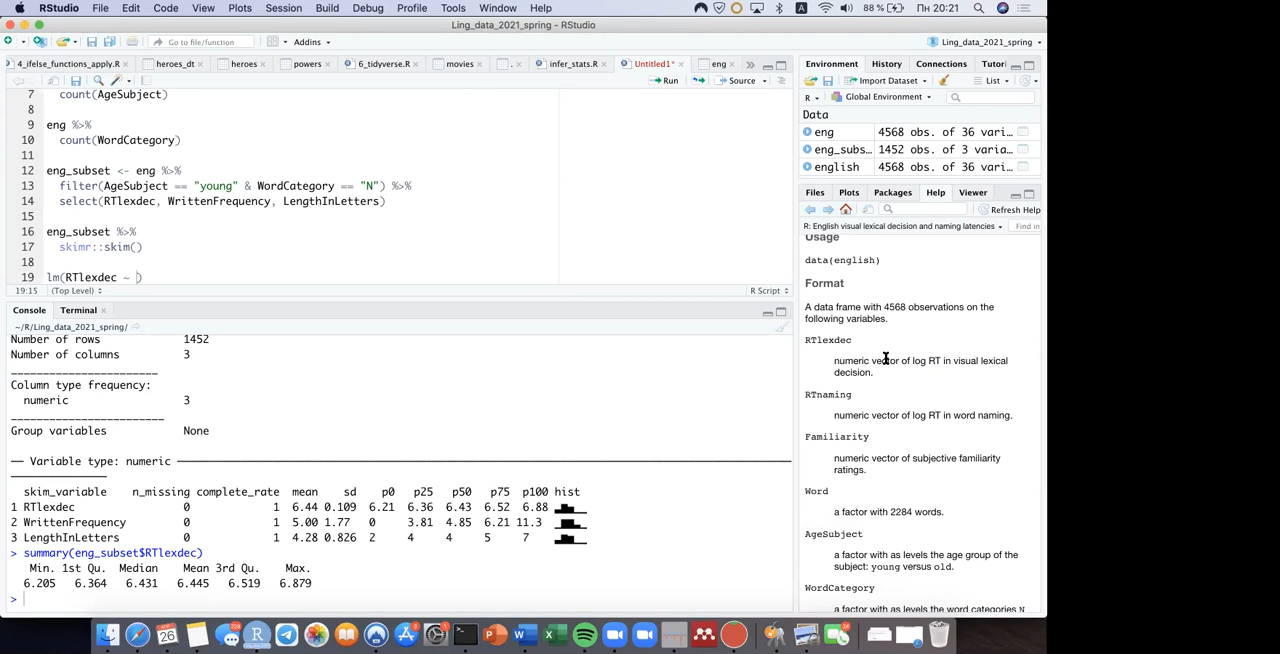 RStudio File Edit Code View Plots Session Build Debug Profile Tools Window Help 88 % Пн 20:21
Ling_data_2021_spring - RStudio
Go to file/function Addins Ling_data_2021_spring
4_ifelse_functions_apply.R heroes_dt heroes powers 6_tidyverse.R movies . infer_stats.R Untitled1* eng
Run Source
7 count(AgeSubject)
8
9 eng %>%
10 count(WordCategory)
11
12 eng_subset <- eng %>%
13 filter(AgeSubject == "young" & WordCategory == "N") %>%
14 select(RTlexdec, WrittenFrequency, LengthInLetters)
15
16 eng_subset %>%
17 skimr::skim()
18
19 lm(RTlexdec ~ )
19:15 (Top Level) R Script
Console Terminal
~/R/Ling_data_2021_spring/
Number of rows 1452
Number of columns 3
_______________________
Column type frequency:
numeric 3
________________________
Group variables None
── Variable type: numeric ──────────
skim_variable n_missing complete_rate mean sd p0 p25 p50 p75 p100 hist
1 RTlexdec 0 1 6.44 0.109 6.21 6.36 6.43 6.52 6.88
2 WrittenFrequency 0 1 5.00 1.77 0 3.81 4.85 6.21 11.3
3 LengthInLetters 0 1 4.28 0.826 2 4 4 5 7
> summary(eng_subset$RTlexdec)
Min. 1st Qu. Median Mean 3rd Qu. Max.
6.205 6.364 6.431 6.445 6.519 6.879
>
Environment History Connections Tutori
Import Dataset List
R Global Environment
Data
eng 4568 obs. of 36 vari…
eng_subs… 1452 obs. of 3 varia…
english 4568 obs. of 36 vari…
Files Plots Packages Help Viewer
Refresh Help
R: English visual lexical decision and naming latencies Find in
Usage
data(english)
Format
A data frame with 4568 observations on the
following variables.
RTlexdec
numeric vector of log RT in visual lexical
decision.
RTnaming
numeric vector of log RT in word naming.
Familiarity
numeric vector of subjective familiarity
ratings.
Word
a factor with 2284 words.
AgeSubject
a factor with as levels the age group of the
subject: young versus old.
WordCategory
a factor with as levels the word categories N